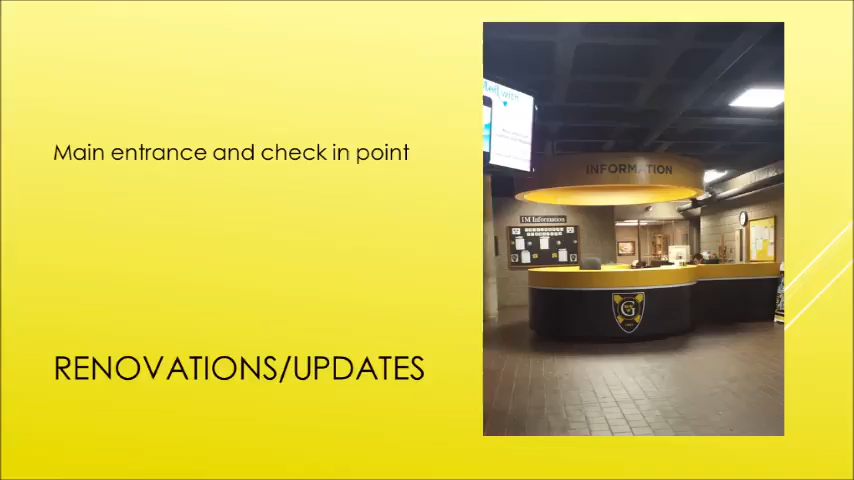 Main entrance and check in point
RENOVATIONS/UPDATES
INFORMATION
IM Information
G